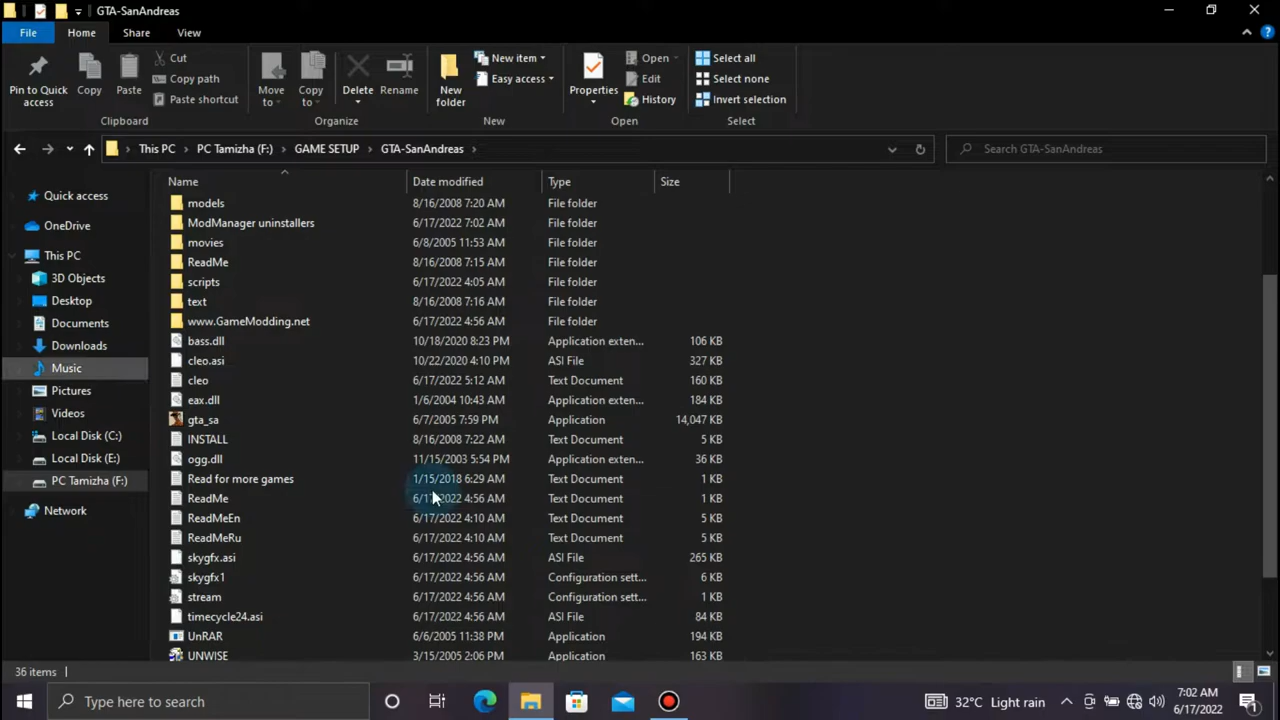 GTA-SanAndreas
File Home Share View
Pin to Quick access
Copy
Paste
Cut
Copy path
Paste shortcut
Clipboard
Move to
Copy to
Delete
Rename
Organize
New folder
New item
Easy access
New
Properties
Open
Edit
History
Open
Select all
Select none
Invert selection
Select
This PC > PC Tamizha (F:) > GAME SETUP > GTA-SanAndreas >
Search GTA-SanAndreas
Quick access
OneDrive
This PC
3D Objects
Desktop
Documents
Downloads
Music
Pictures
Videos
Local Disk (C:)
Local Disk (E:)
PC Tamizha (F:)
Network
Name Date modified Type Size
models 8/16/2008 7:20 AM File folder
ModManager uninstallers 6/17/2022 7:02 AM File folder
movies 6/8/2005 11:53 AM File folder
ReadMe 8/16/2008 7:15 AM File folder
scripts 6/17/2022 4:05 AM File folder
text 8/16/2008 7:16 AM File folder
www.GameModding.net 6/17/2022 4:56 AM File folder
bass.dll 10/18/2020 8:23 PM Application exten... 106 KB
cleo.asi 10/22/2020 4:10 PM ASI File 327 KB
cleo 6/17/2022 5:12 AM Text Document 160 KB
eax.dll 1/6/2004 10:43 AM Application exten... 184 KB
gta_sa 6/7/2005 7:59 PM Application 14,047 KB
INSTALL 8/16/2008 7:22 AM Text Document 5 KB
ogg.dll 11/15/2003 5:54 PM Application exten... 36 KB
Read for more games 1/15/2018 6:29 AM Text Document 1 KB
ReadMe 6/17/2022 4:56 AM Text Document 1 KB
ReadMeEn 6/17/2022 4:10 AM Text Document 5 KB
ReadMeRu 6/17/2022 4:10 AM Text Document 5 KB
skygfx.asi 6/17/2022 4:56 AM ASI File 265 KB
skygfx1 6/17/2022 4:56 AM Configuration sett... 6 KB
stream 6/17/2022 4:56 AM Configuration sett... 1 KB
timecycle24.asi 6/17/2022 4:56 AM ASI File 84 KB
UnRAR 6/6/2005 11:38 PM Application 194 KB
UNWISE 3/15/2005 2:06 PM Application 163 KB
36 items
Type here to search
32°C Light rain
7:02 AM
6/17/2022
1